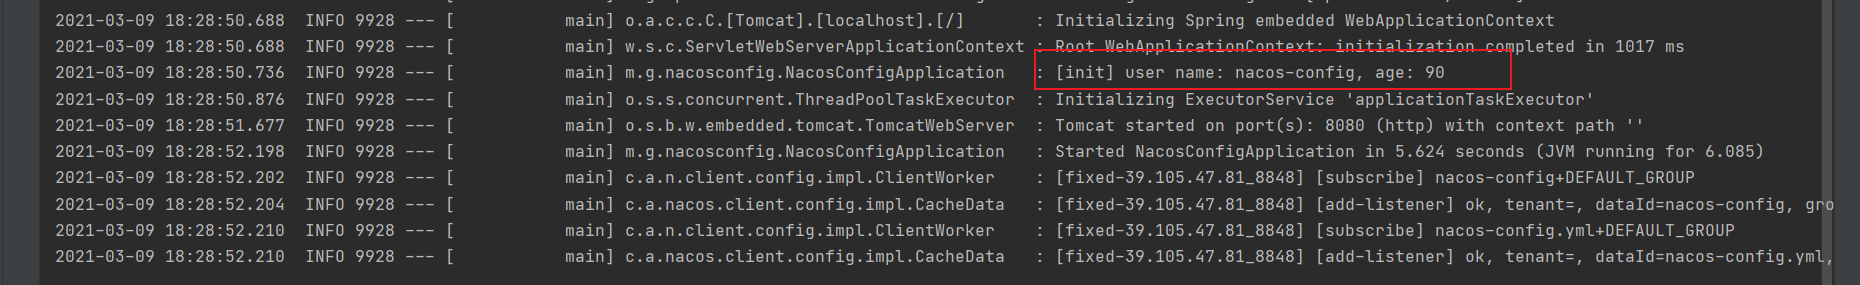 2021-03-09 18:28:50.688  INFO 9928 --- [           main] o.a.c.c.C.[Tomcat].[localhost].[/]       : Initializing Spring embedded WebApplicationContext
2021-03-09 18:28:50.688  INFO 9928 --- [           main] w.s.c.ServletWebServerApplicationContext : Root WebApplicationContext: initialization completed in 1017 ms
2021-03-09 18:28:50.736  INFO 9928 --- [           main] m.g.nacosconfig.NacosConfigApplication   : [init] user name: nacos-config, age: 90
2021-03-09 18:28:50.876  INFO 9928 --- [           main] o.s.s.concurrent.ThreadPoolTaskExecutor  : Initializing ExecutorService 'applicationTaskExecutor'
2021-03-09 18:28:51.677  INFO 9928 --- [           main] o.s.b.w.embedded.tomcat.TomcatWebServer  : Tomcat started on port(s): 8080 (http) with context path ''
2021-03-09 18:28:52.198  INFO 9928 --- [           main] m.g.nacosconfig.NacosConfigApplication   : Started NacosConfigApplication in 5.624 seconds (JVM running for 6.085)
2021-03-09 18:28:52.202  INFO 9928 --- [           main] c.a.n.client.config.impl.ClientWorker    : [fixed-39.105.47.81_8848] [subscribe] nacos-config+DEFAULT_GROUP
2021-03-09 18:28:52.204  INFO 9928 --- [           main] c.a.nacos.client.config.impl.CacheData   : [fixed-39.105.47.81_8848] [add-listener] ok, tenant=, dataId=nacos-config, gro
2021-03-09 18:28:52.210  INFO 9928 --- [           main] c.a.n.client.config.impl.ClientWorker    : [fixed-39.105.47.81_8848] [subscribe] nacos-config.yml+DEFAULT_GROUP
2021-03-09 18:28:52.210  INFO 9928 --- [           main] c.a.nacos.client.config.impl.CacheData   : [fixed-39.105.47.81_8848] [add-listener] ok, tenant=, dataId=nacos-config.yml,